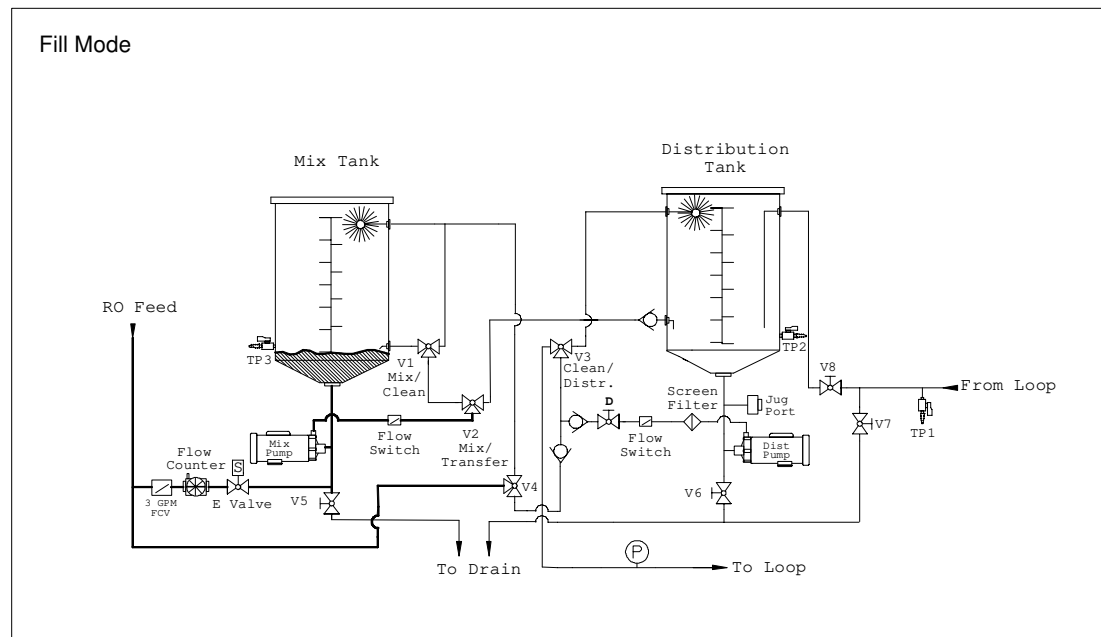 Fill Mode
Mix Tank
Distribution
Tank
RO Feed
TP3
V1
Mix/
Clean
V3
Clean/
Distr.
TP2
V8
From Loop
TP1
V7
D
Screen
Filter
Jug
Port
Flow
Switch
V2
Mix/
Transfer
Flow
Switch
Mix
Pump
Dist
Pump
Flow
Counter
S
3 GPM
FCV
E Valve
V5
V4
V6
To Drain
P
To Loop